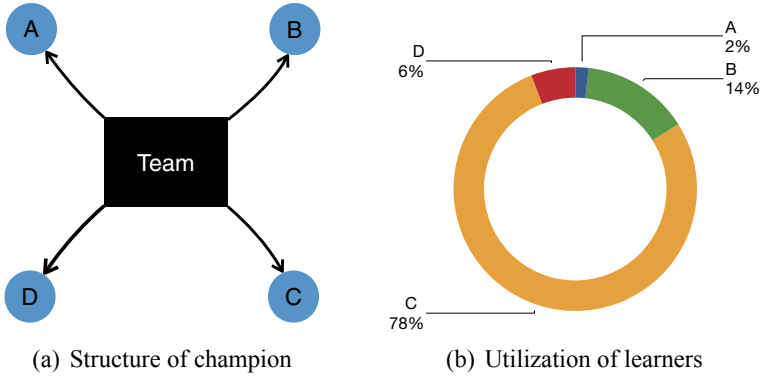 A
B
Team
D
C
(a) Structure of champion
A
2%
B
14%
D
6%
C
78%
(b) Utilization of learners